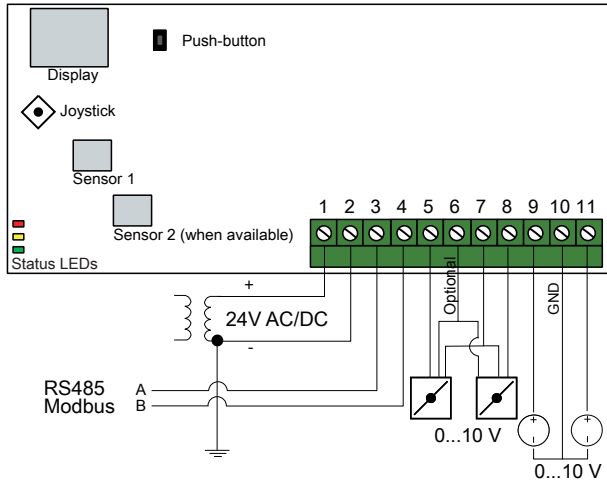 Push-button
Display
Joystick
Sensor 1
Sensor 2 (when available)
Status LEDs
1 2 3 4 5 6 7 8 9 10 11
Optional
GND
+
24V AC/DC
-
RS485 A
Modbus B
0...10 V
+ +
- -
0...10 V